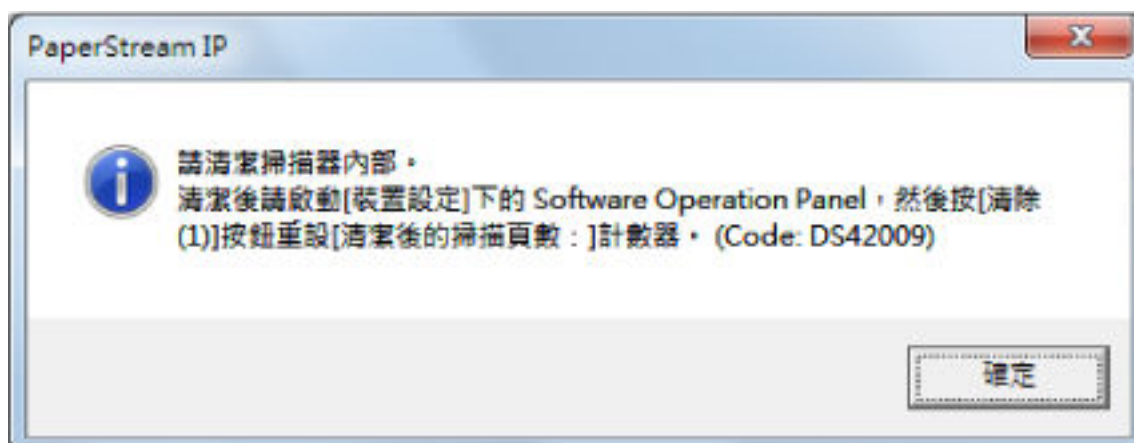 PaperStream IP
請清潔掃描器內部。
清潔後請啟動[裝置設定]下的 Software Operation Panel，然後按[清除
(1)]按鈕重設[清潔後的掃描頁數：]計數器。 (Code: DS42009)
確定